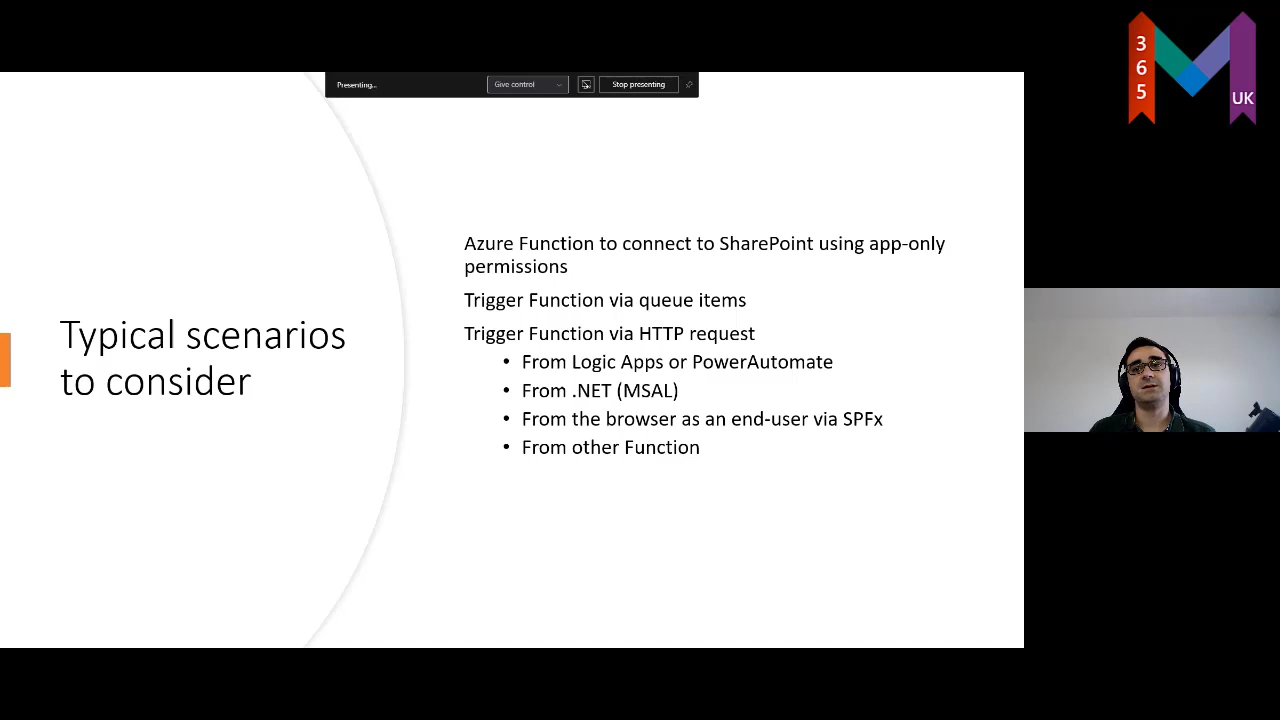 Presenting...
Give control
Stop presenting
3
6
5
UK
Typical scenarios
to consider
Azure Function to connect to SharePoint using app-only
permissions
Trigger Function via queue items
Trigger Function via HTTP request
• From Logic Apps or PowerAutomate
• From .NET (MSAL)
• From the browser as an end-user via SPFx
• From other Function